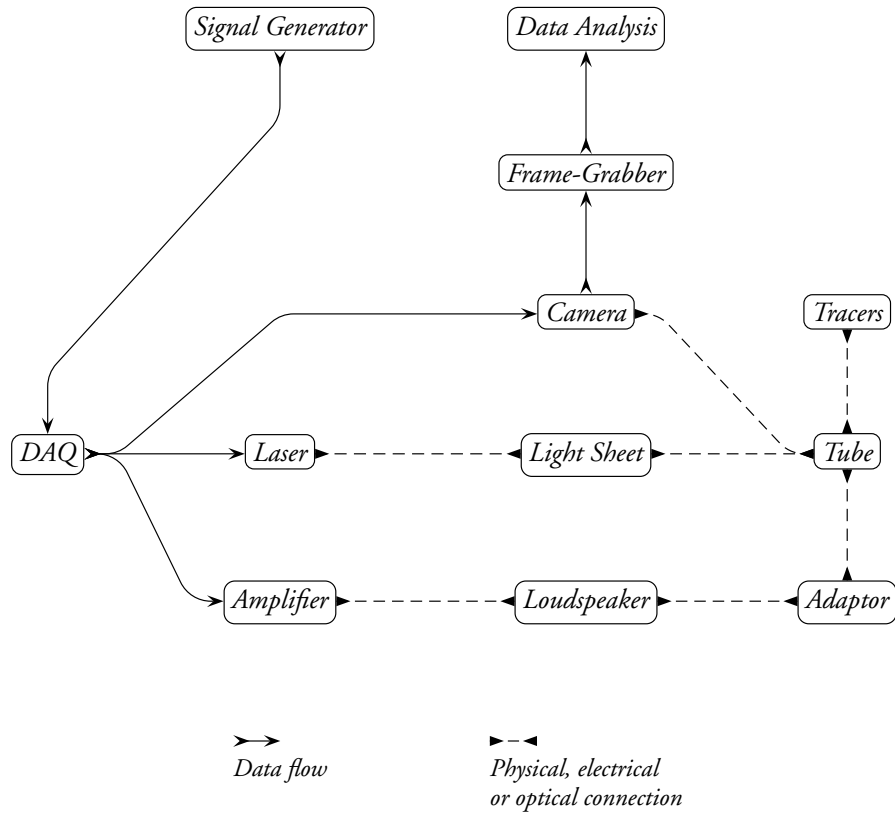 Signal Generator
Data Analysis
Frame-Grabber
Camera
Tracers
DAQ
Laser
Light Sheet
Tube
Amplifier
Loudspeaker
Adaptor
Data flow
Physical, electrical
or optical connection